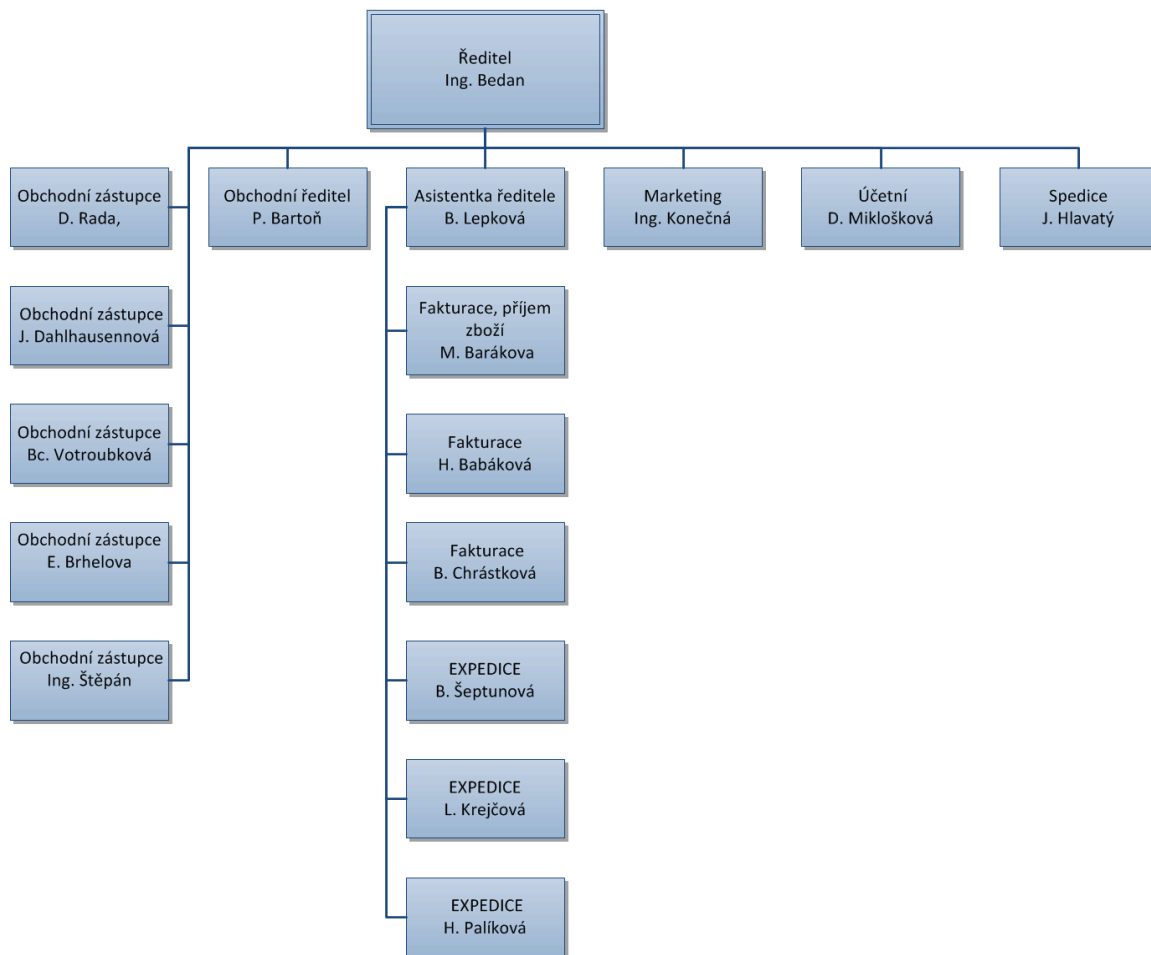 Ředitel
Ing. Bedan
Obchodní zástupce
D. Rada,
Obchodní ředitel
P. Bartoň
Asistentka ředitele
B. Lepková
Marketing
Ing. Konečná
Účetní
D. Miklošková
Spedice
J. Hlavatý
Obchodní zástupce
J. Dahlhausennová
Fakturace, příjem
zboží
M. Barákova
Obchodní zástupce
Bc. Votroubková
Fakturace
H. Babáková
Obchodní zástupce
E. Brhelova
Fakturace
B. Chrástková
Obchodní zástupce
Ing. Štěpán
EXPEDICE
B. Šeptunová
EXPEDICE
L. Krejčová
EXPEDICE
H. Palíková